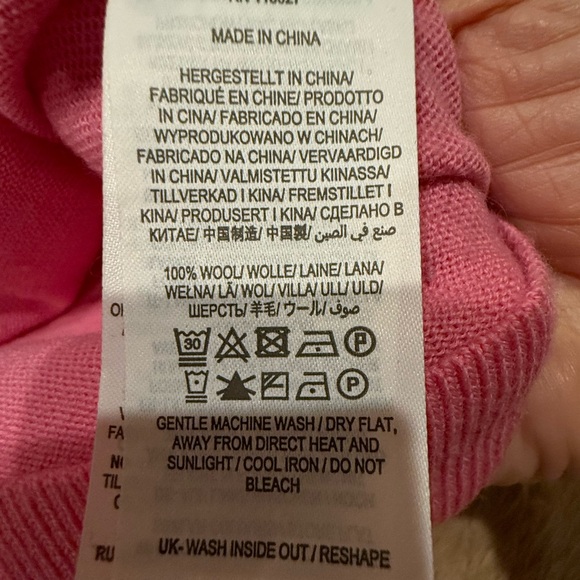 MADE IN CHINA
HERGESTELLT IN CHINA/
FABRIQUÉ EN CHINE/ PRODOTTO
IN CINA/ FABRICADO EN CHINA/
WYPRODUKOWANO W CHINACH/
FABRICADO NA CHINA/ VERVAARDIGD
IN CHINA/ VALMISTETTU KIINASSA/
TILLVERKAD I KINA/ FREMSTILLET I
KINA/ PRODUSERT I KINA/ СДЕЛАНО В
КИТАЕ/ 中国制造/ 中国製/ صنع في الصين
100% WOOL/ WOLLE/ LAINE/ LANA/
WEŁNA/ LÃ/ WOL/ VILLA/ ULL/ ULD/
ШЕРСТЬ/ 羊毛/ ウール/ صوف/
30 P
P
GENTLE MACHINE WASH / DRY FLAT,
AWAY FROM DIRECT HEAT AND
SUNLIGHT / COOL IRON / DO NOT
BLEACH
FA
TIL
RU
UK- WASH INSIDE OUT / RESHAPE